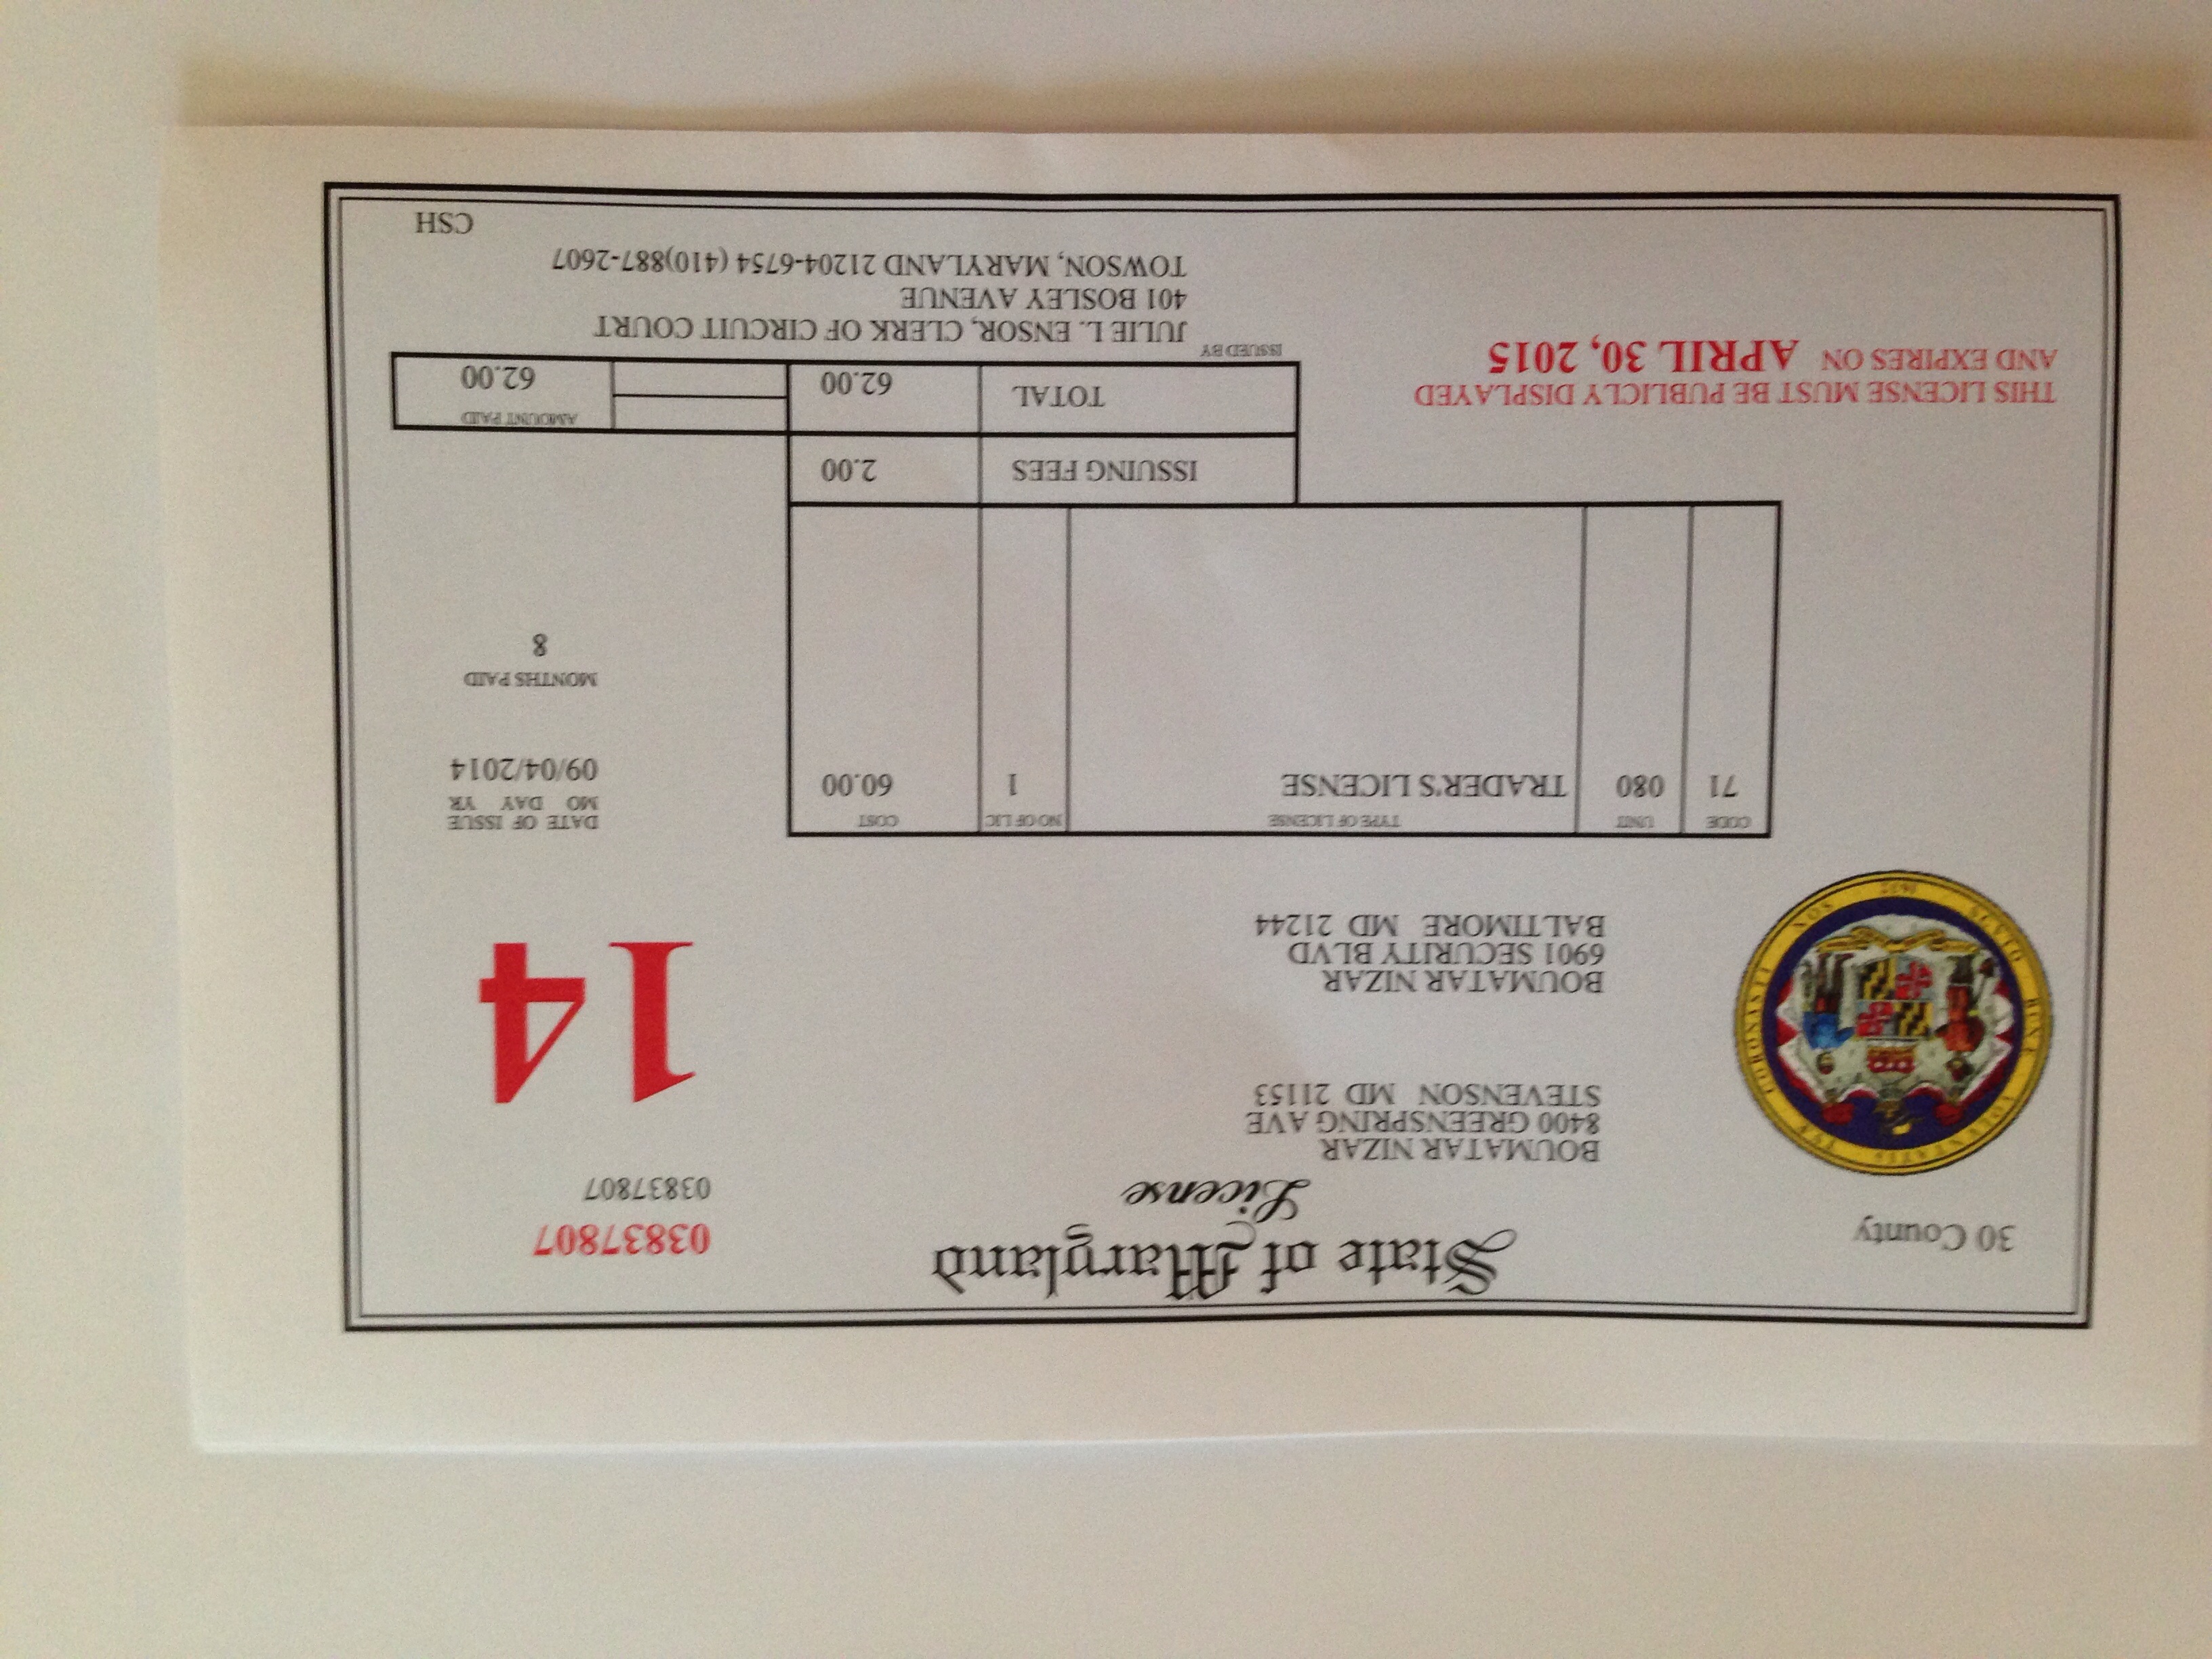 State of Maryland
License
30 County
03837807
03837807
BOUMATAR NIZAR
8400 GREENSPRING AVE
STEVENSON MD 21153
BOUMATAR NIZAR
6901 SECURITY BLVD
BALTIMORE MD 21244
14
CODE UNIT TYPE OF LICENSE NO OF LIC COST
71 080 TRADER'S LICENSE 1 60.00
DATE OF ISSUE
MO DAY YR
09/04/2014
MONTHS PAID
8
ISSUING FEES 2.00
TOTAL 62.00
AMOUNT PAID
62.00
THIS LICENSE MUST BE PUBLICLY DISPLAYED
AND EXPIRES ON APRIL 30, 2015
ISSUED BY
JULIE L. ENSOR, CLERK OF CIRCUIT COURT
401 BOSLEY AVENUE
TOWSON, MARYLAND 21204-6754 (410)887-2607
CSH